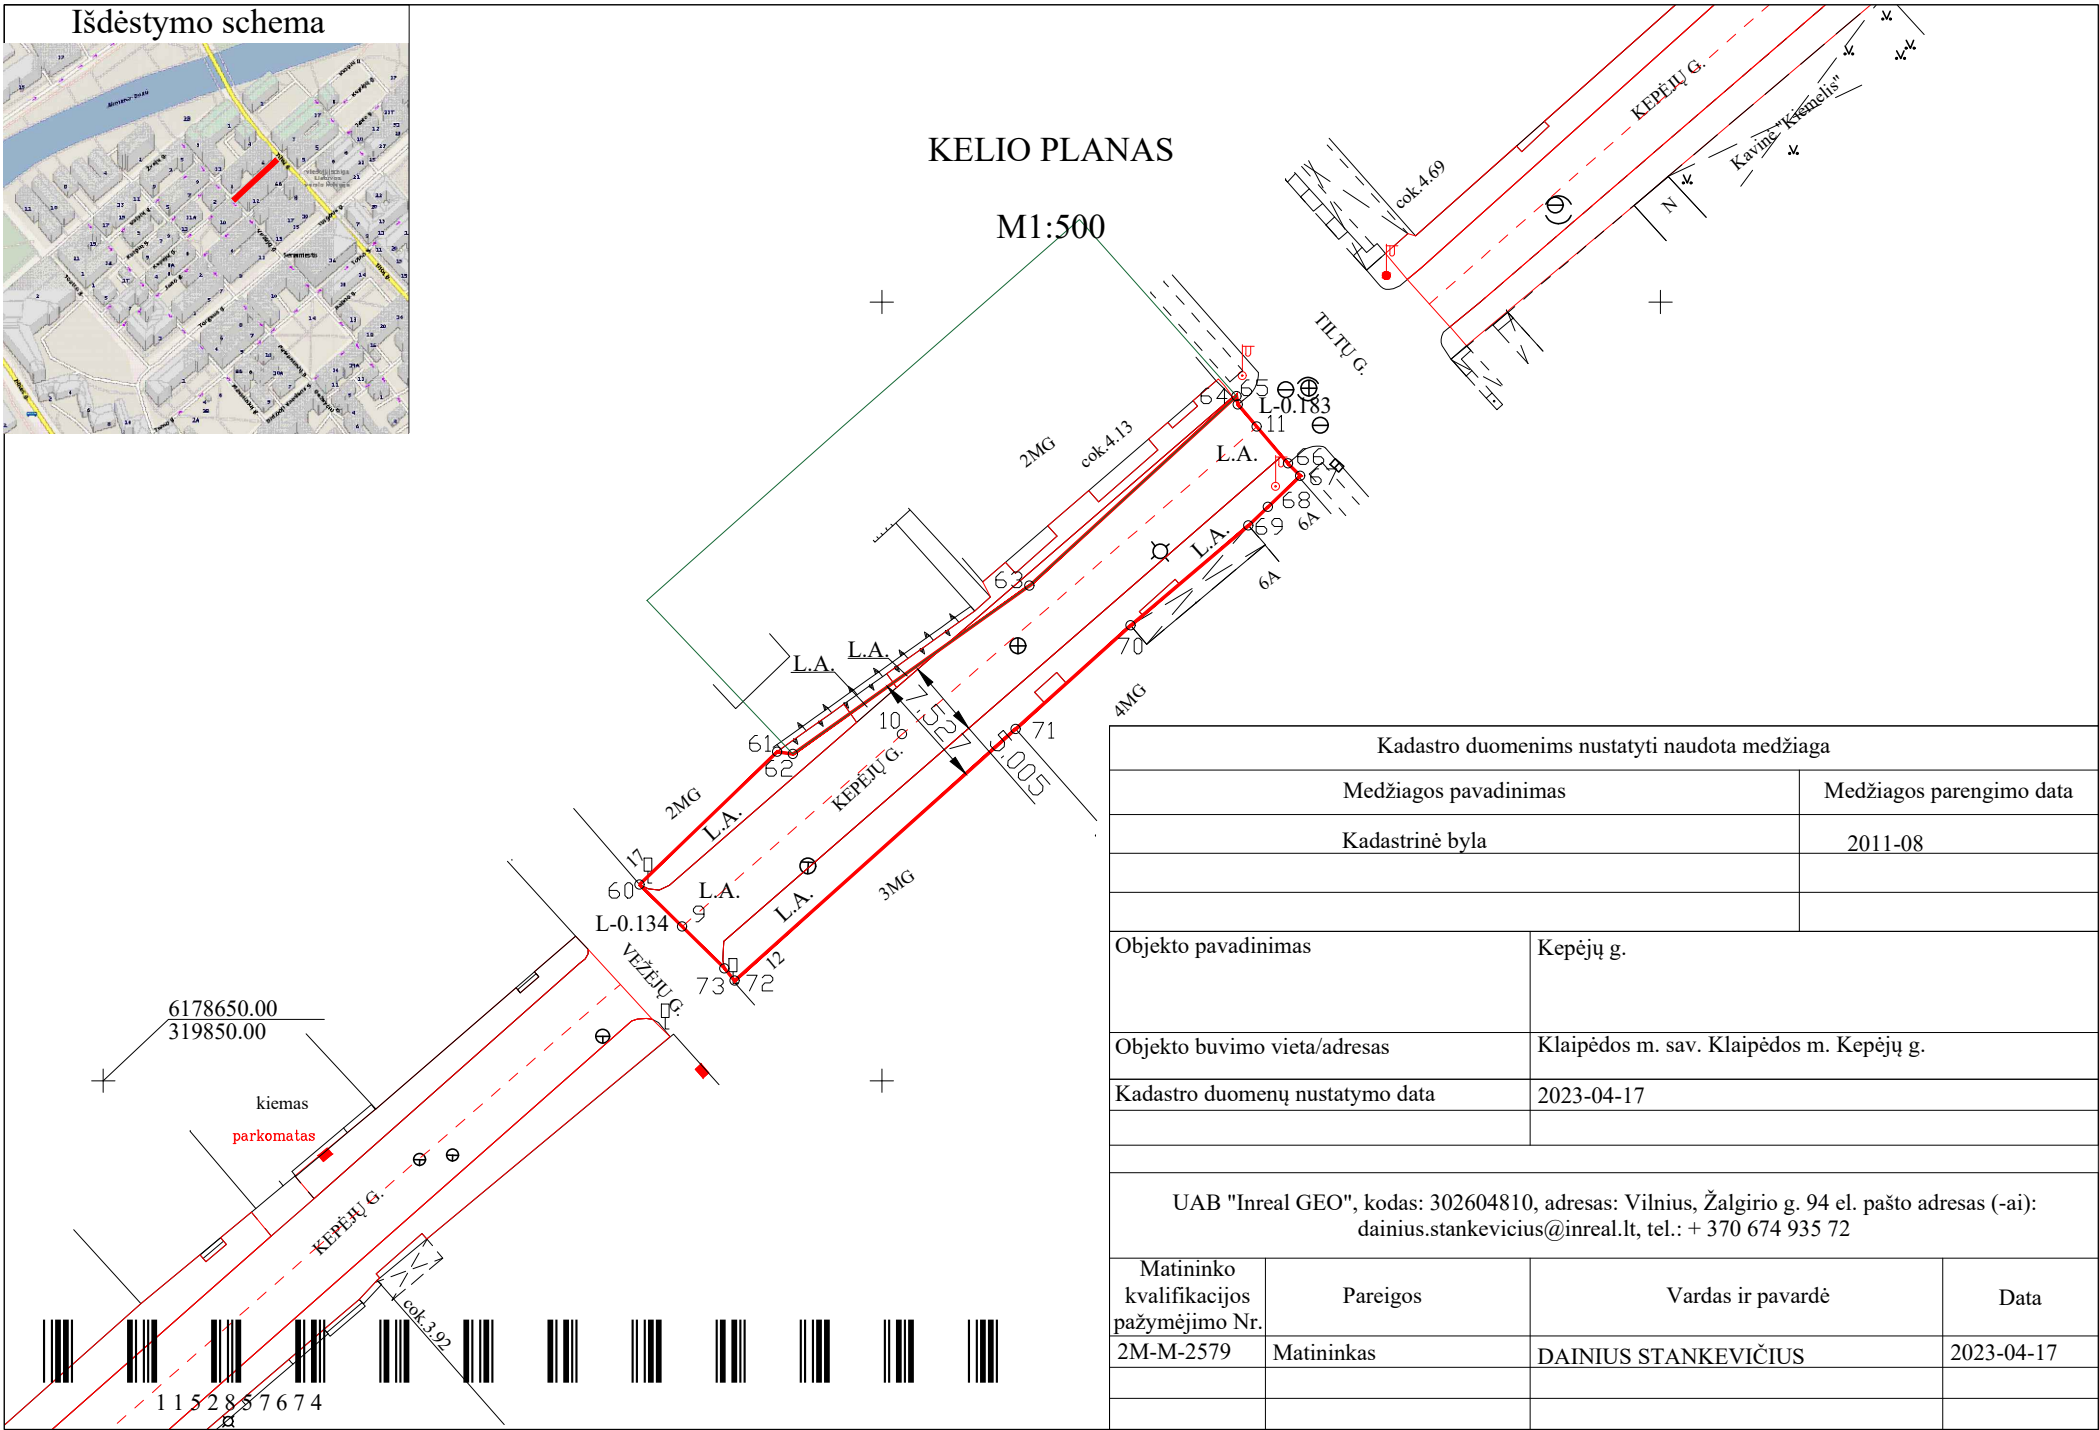 Išdėstymo schema
KELIO PLANAS
M1:500
KEPĖJŲ G.
Kavinė "Kiemelis"
cok.4.69
N
TILTŲ G.
64
65
L-0.183
11
L.A.
66
67
68
69
6A
L.A.
6A
2MG
cok.4.13
63
70
L.A.
L.A.
4MG
7.527
10
71
61
62
KEPĖJŲ G.
2MG
L.A.
17
60
L.A.
9
L.A.
3MG
L-0.134
VEŽĖJŲ G.
12
73
72
6178650.00
319850.00
kiemas
parkomatas
KEPĖJŲ G.
cok.3.92
1152857674
Kadastro duomenims nustatyti naudota medžiaga
Medžiagos pavadinimas
Medžiagos parengimo data
Kadastrinė byla
2011-08
Objekto pavadinimas
Kepėjų g.
Objekto buvimo vieta/adresas
Klaipėdos m. sav. Klaipėdos m. Kepėjų g.
Kadastro duomenų nustatymo data
2023-04-17
UAB "Inreal GEO", kodas: 302604810, adresas: Vilnius, Žalgirio g. 94 el. pašto adresas (-ai):
dainius.stankevicius@inreal.lt, tel.: + 370 674 935 72
Matininko
kvalifikacijos
pažymėjimo Nr.
Pareigos
Vardas ir pavardė
Data
2M-M-2579
Matininkas
DAINIUS STANKEVIČIUS
2023-04-17